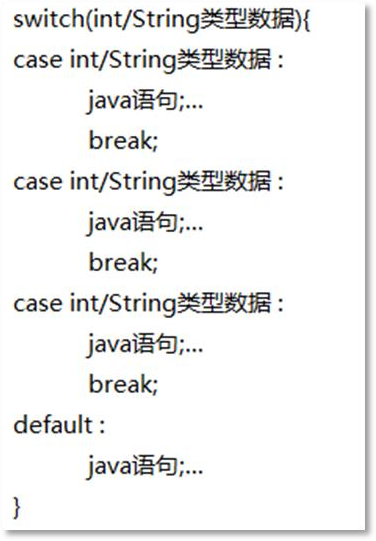 switch(int/String类型数据){
case int/String类型数据 :
java语句;...
break;
case int/String类型数据 :
java语句;...
break;
case int/String类型数据 :
java语句;...
break;
default :
java语句;...
}